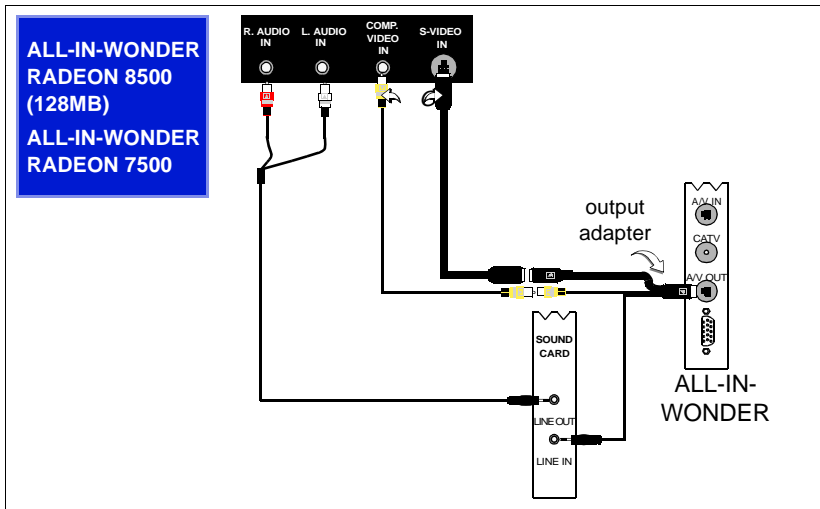 ALL-IN-WONDER
RADEON 8500
(128MB)
ALL-IN-WONDER
RADEON 7500
R. AUDIO
IN
L. AUDIO
IN
COMP.
VIDEO
IN
S-VIDEO
IN
output
adapter
A/V IN
CATV
A/V OUT
SOUND
CARD
LINE OUT
LINE IN
ALL-IN-
WONDER